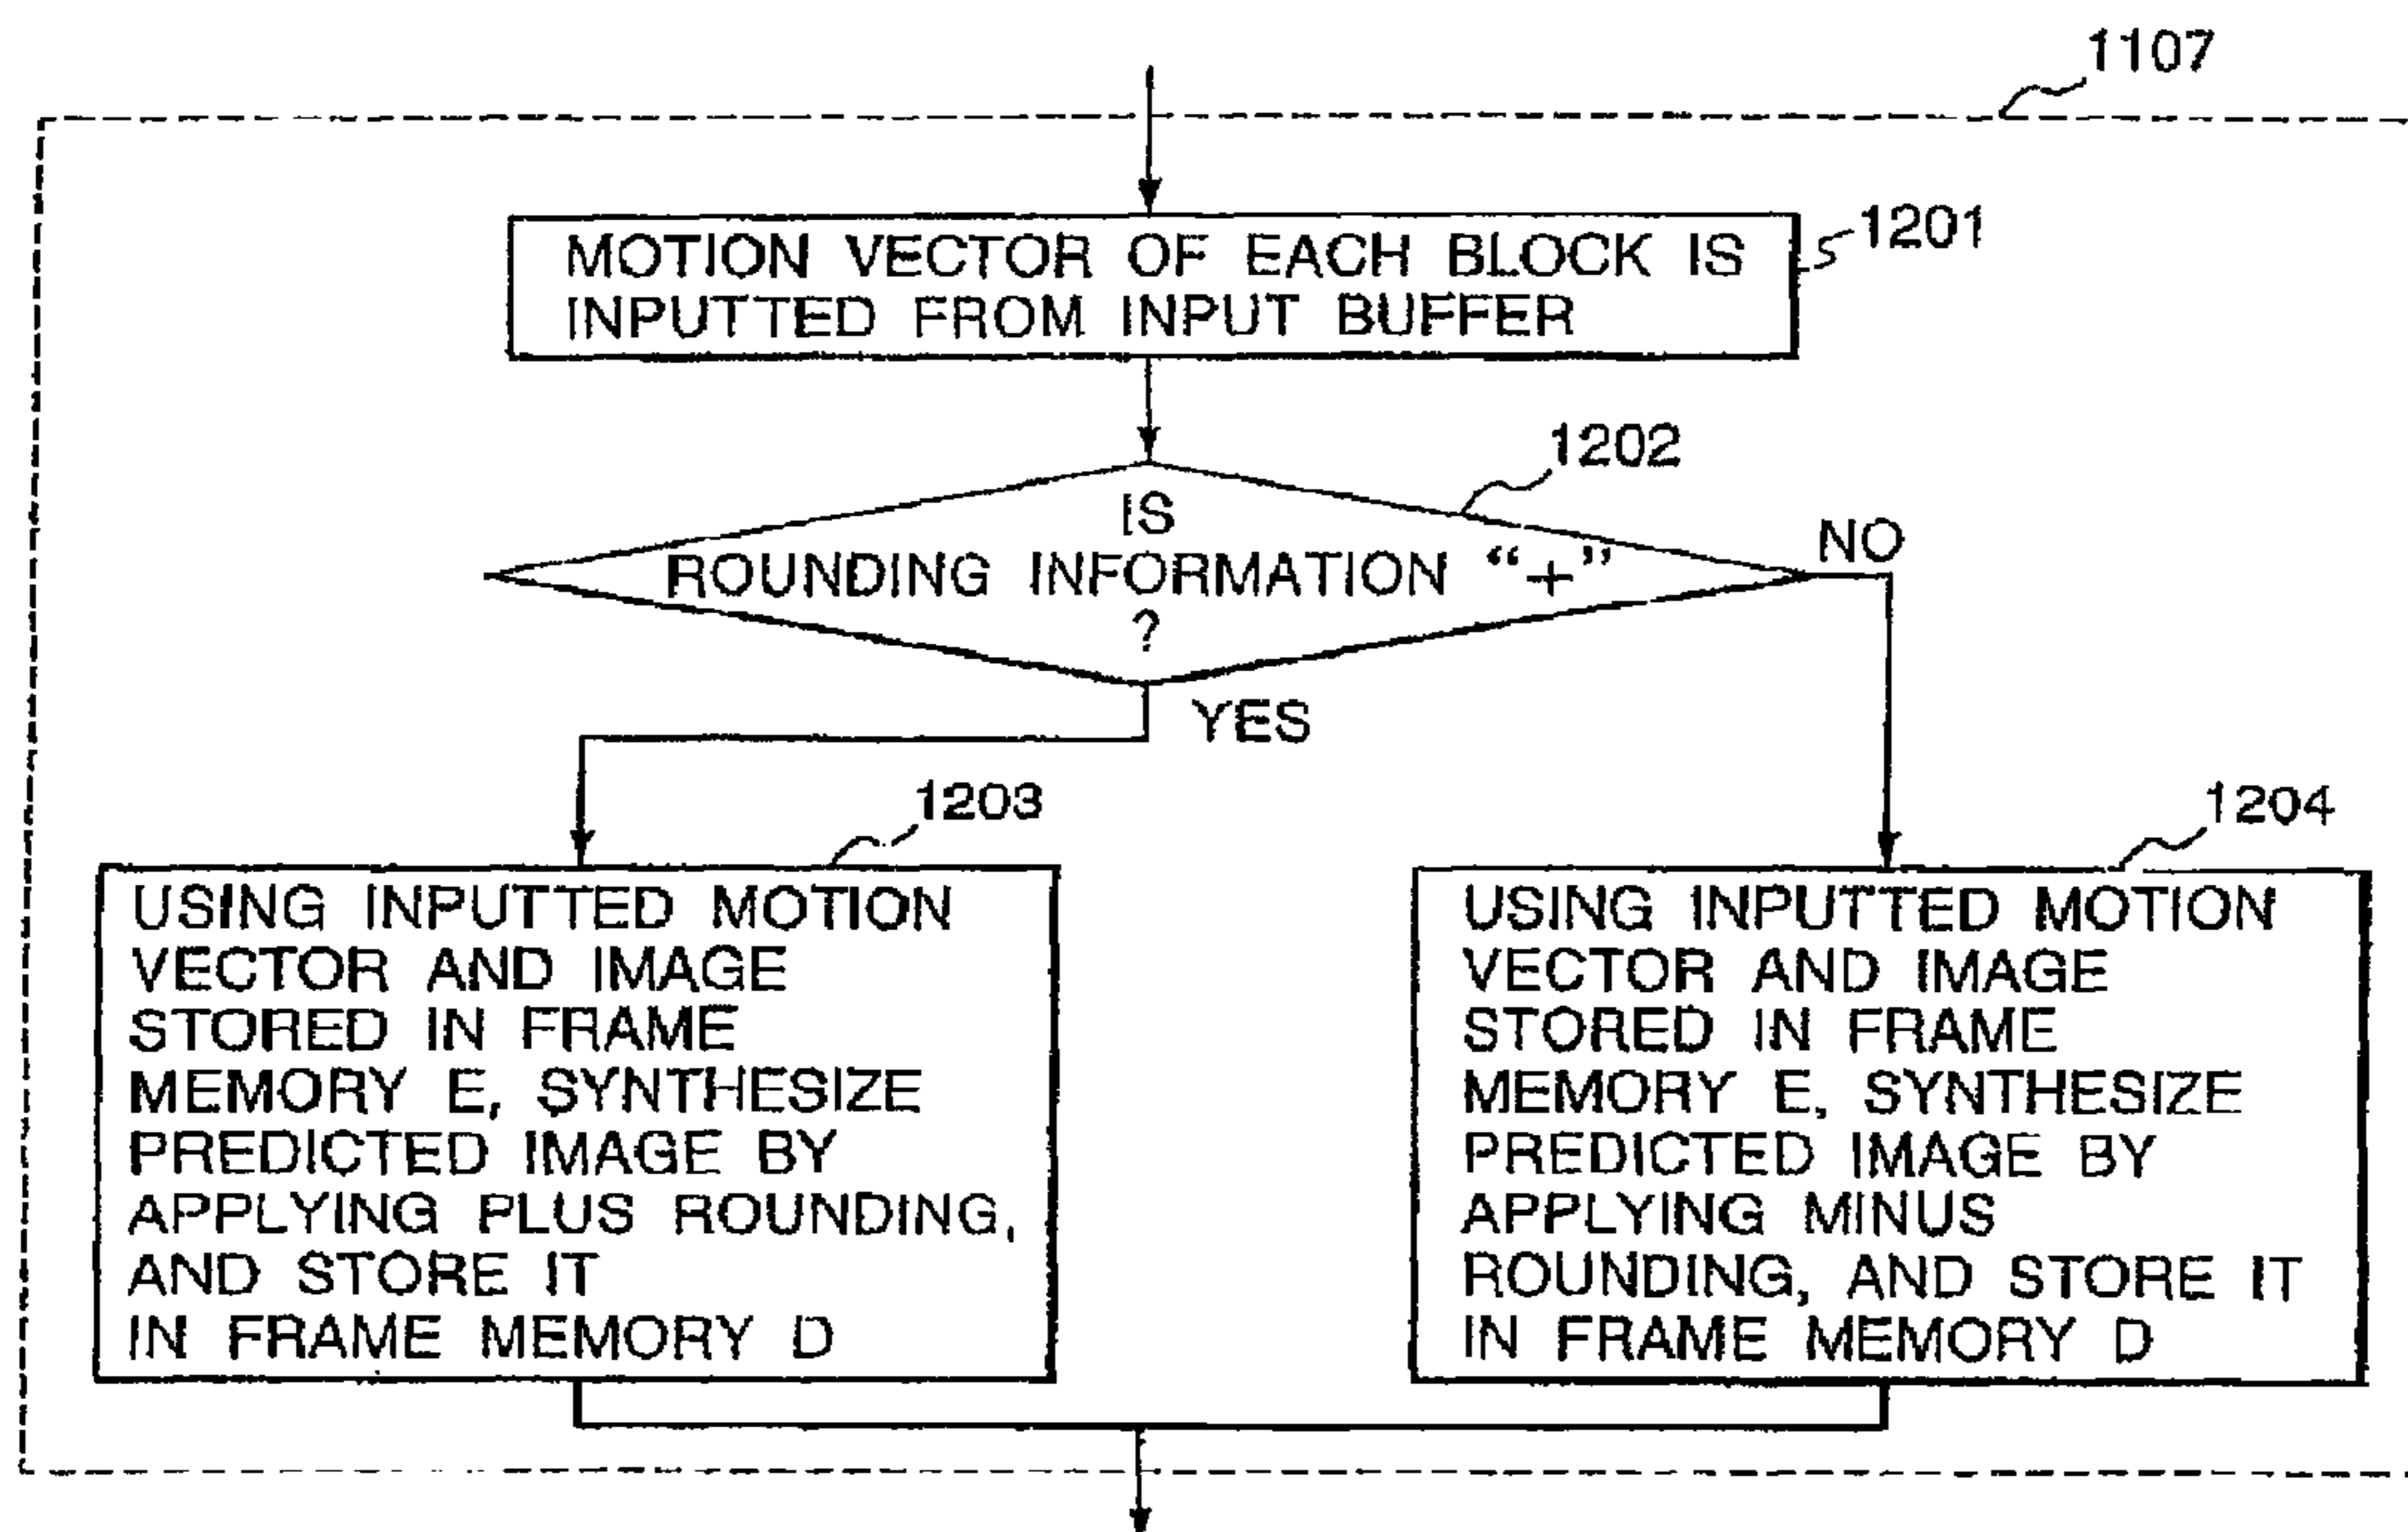 1107
MOTION VECTOR OF EACH BLOCK IS
INPUTTED FROM INPUT BUFFER
1201
1202
IS
ROUNDING INFORMATION “+”
?
NO
YES
1203
USING INPUTTED MOTION
VECTOR AND IMAGE
STORED IN FRAME
MEMORY E, SYNTHESIZE
PREDICTED IMAGE BY
APPLYING PLUS ROUNDING,
AND STORE IT
IN FRAME MEMORY D
1204
USING INPUTTED MOTION
VECTOR AND IMAGE
STORED IN FRAME
MEMORY E, SYNTHESIZE
PREDICTED IMAGE BY
APPLYING MINUS
ROUNDING, AND STORE IT
IN FRAME MEMORY D